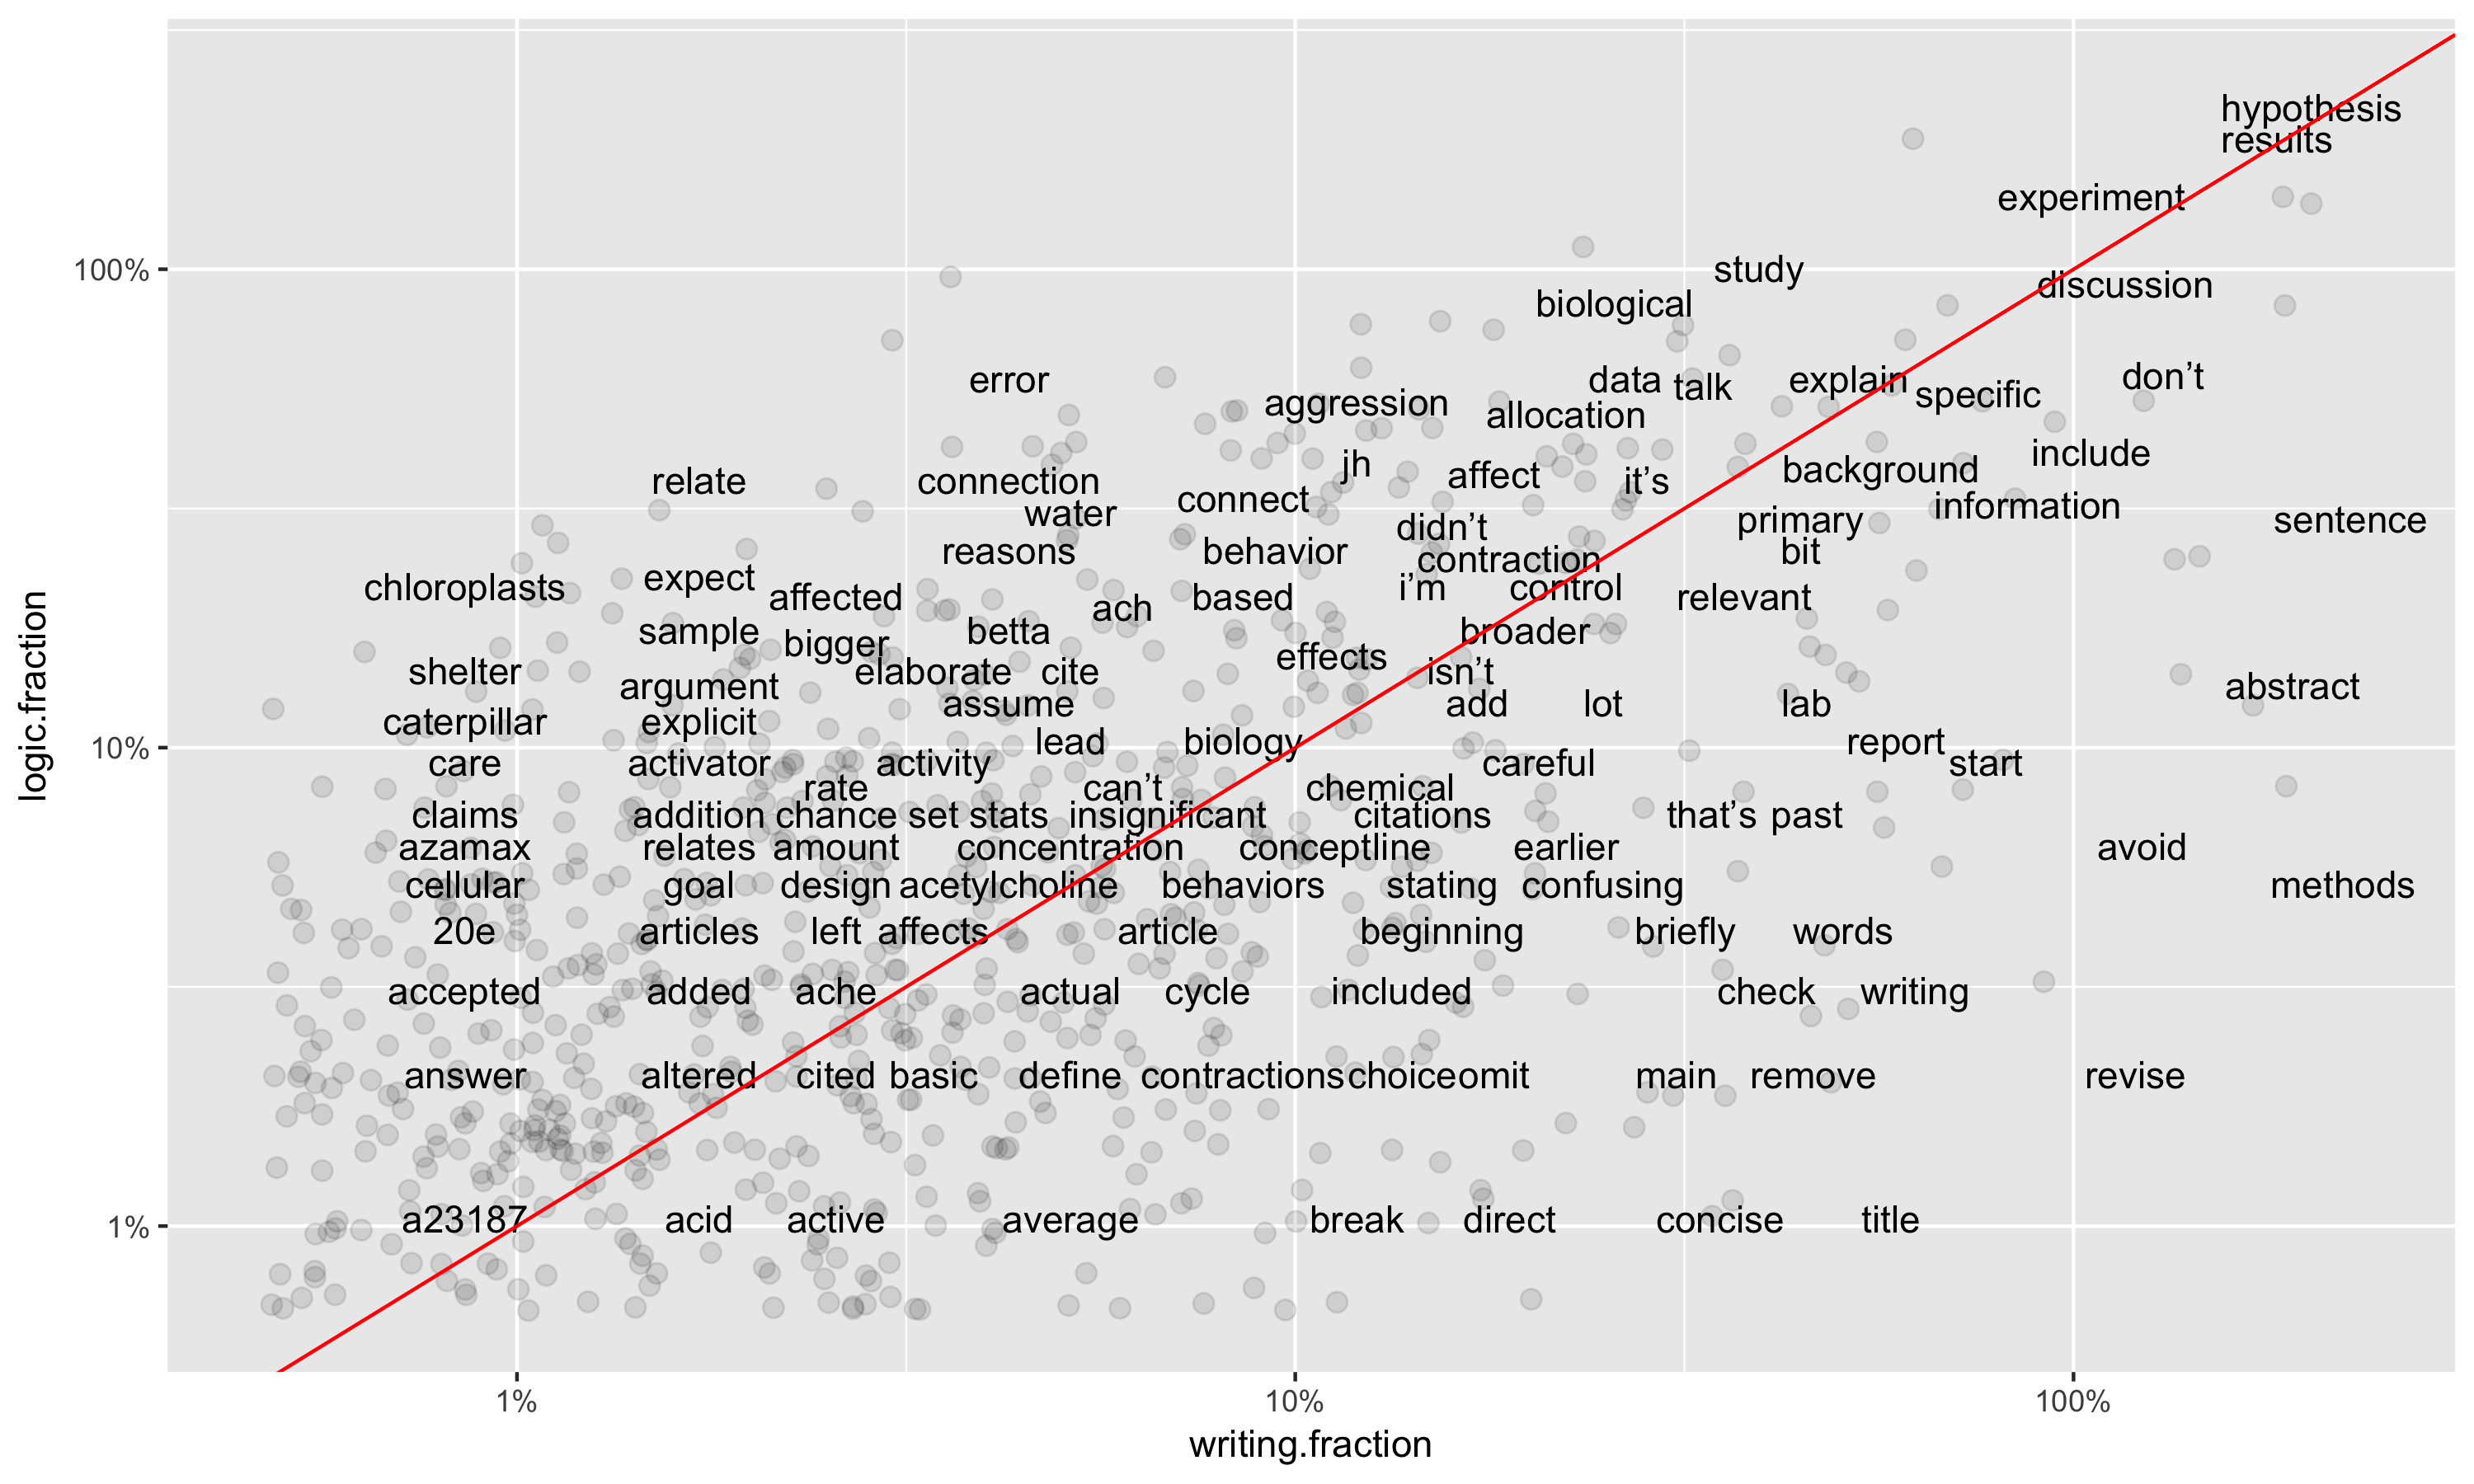 hypothesis
results
experiment
100%
study
discussion
biological
error
data talk
explain
specific
don’t
aggression
allocation
include
jh
relate
connection
affect
it’s
background
connect
water
information
didn’t
primary
sentence
reasons
behavior
contraction
bit
chloroplasts
expect
affected
ach
based
i’m
control
relevant
sample
bigger
betta
broader
effects
shelter
elaborate
cite
isn’t
argument
abstract
assume
add
lot
lab
caterpillar
explicit
10%
lead
biology
report
care
activator
activity
careful
start
rate
can’t
chemical
claims
addition chance set stats insignificant
citations
that’s past
azamax
relates amount
concentration
conceptline
earlier
avoid
cellular
goal
design acetylcholine
behaviors
stating
confusing
methods
20e
articles
left
affects
article
beginning
briefly
words
accepted
added
ache
actual
cycle
included
check
writing
answer
altered
cited basic
define
contractionschoiceomit
main
remove
revise
1%
a23187
acid
active
average
break
direct
concise
title
logic.fraction
1%
10%
100%
writing.fraction